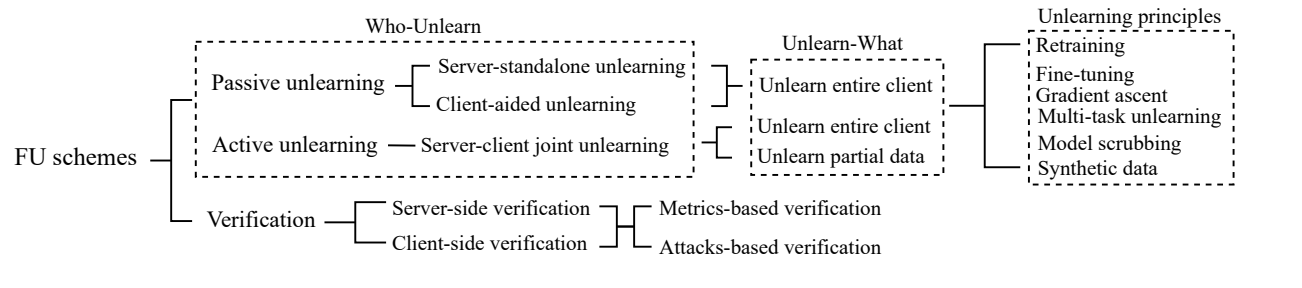 Who-Unlearn
Unlearn-What
Unlearning principles
FU schemes
Passive unlearning
Server-standalone unlearning
Client-aided unlearning
Active unlearning
Server-client joint unlearning
Unlearn entire client
Unlearn entire client
Unlearn partial data
Retraining
Fine-tuning
Gradient ascent
Multi-task unlearning
Model scrubbing
Synthetic data
Verification
Server-side verification
Client-side verification
Metrics-based verification
Attacks-based verification